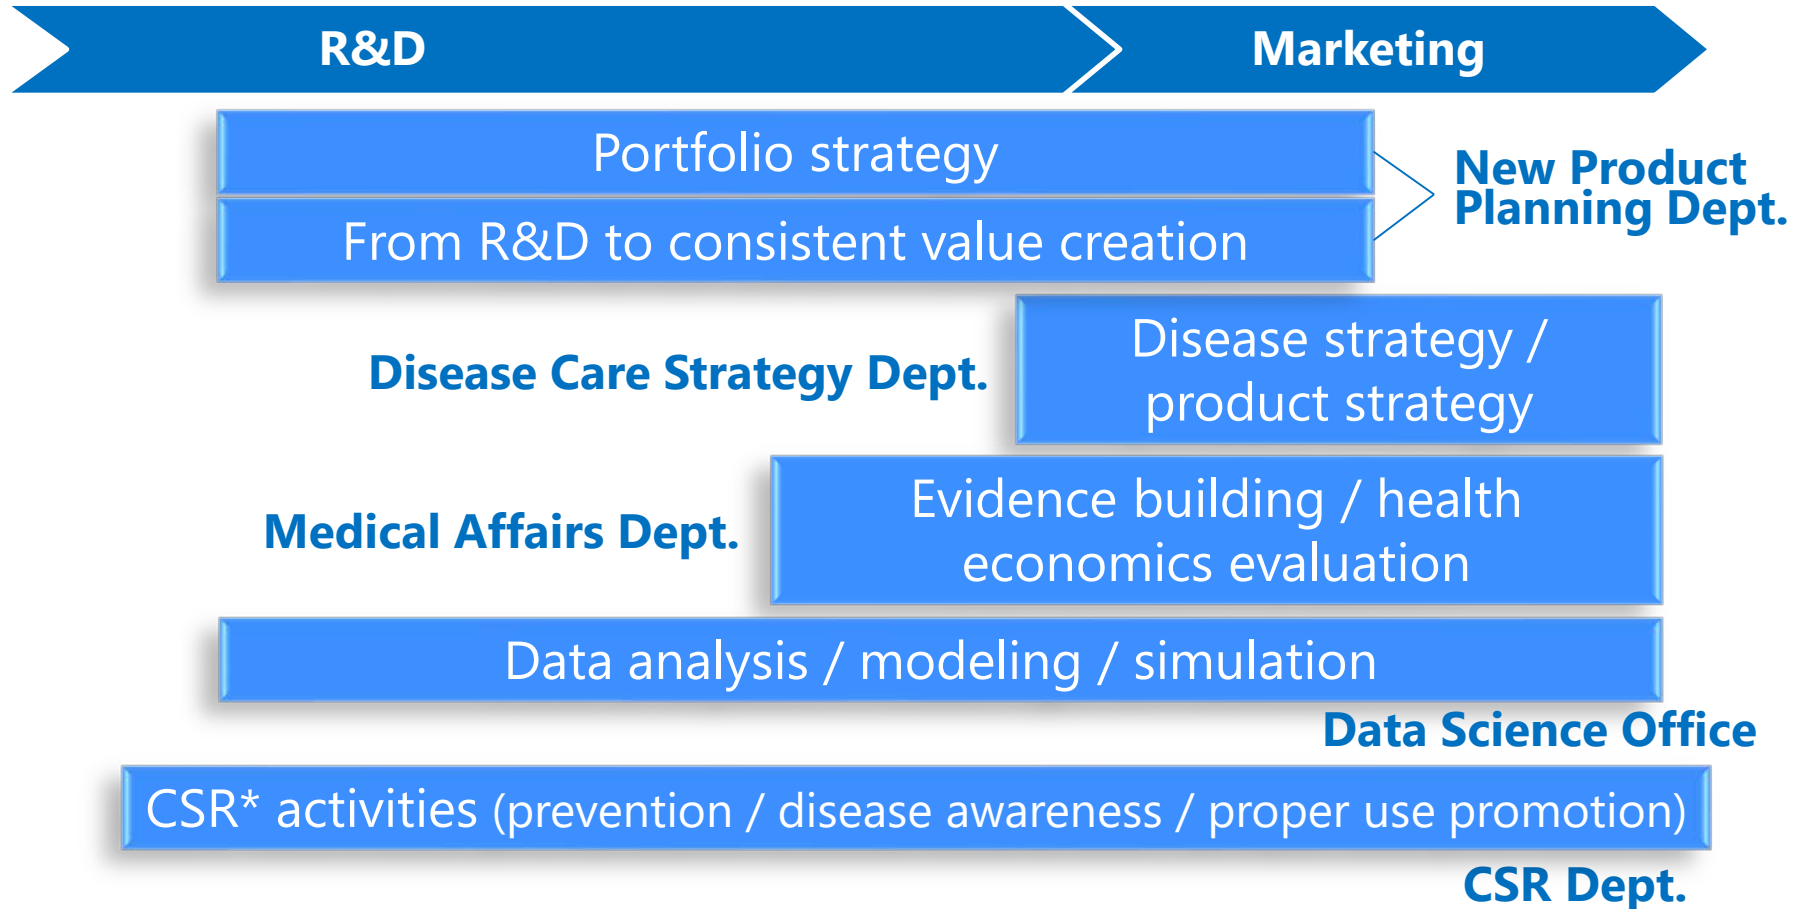 R&D
Marketing
Portfolio strategy
From R&D to consistent value creation
New Product
Planning Dept.
Disease Care Strategy Dept.
Disease strategy /
product strategy
Medical Affairs Dept.
Evidence building / health
economics evaluation
Data analysis / modeling / simulation
Data Science Office
CSR* activities (prevention / disease awareness / proper use promotion)
CSR Dept.